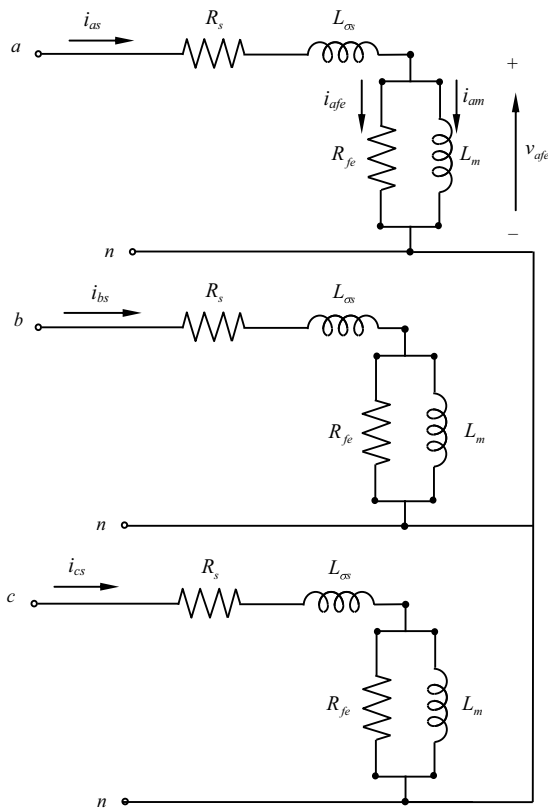 a i_as R_s L_σs
+
i_afe i_am
R_fe L_m v_afe
−
n
b i_bs R_s L_σs
R_fe L_m
n
c i_cs R_s L_σs
R_fe L_m
n